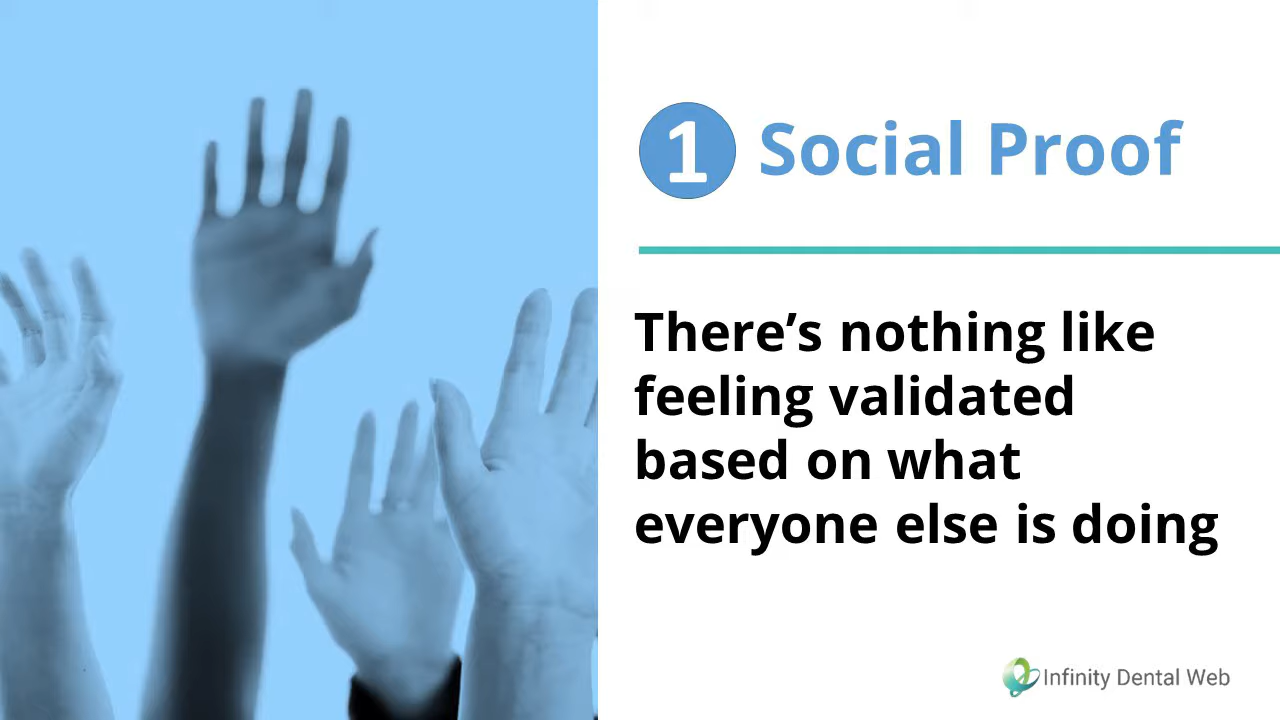 1 Social Proof
There’s nothing like
feeling validated
based on what
everyone else is doing
Infinity Dental Web